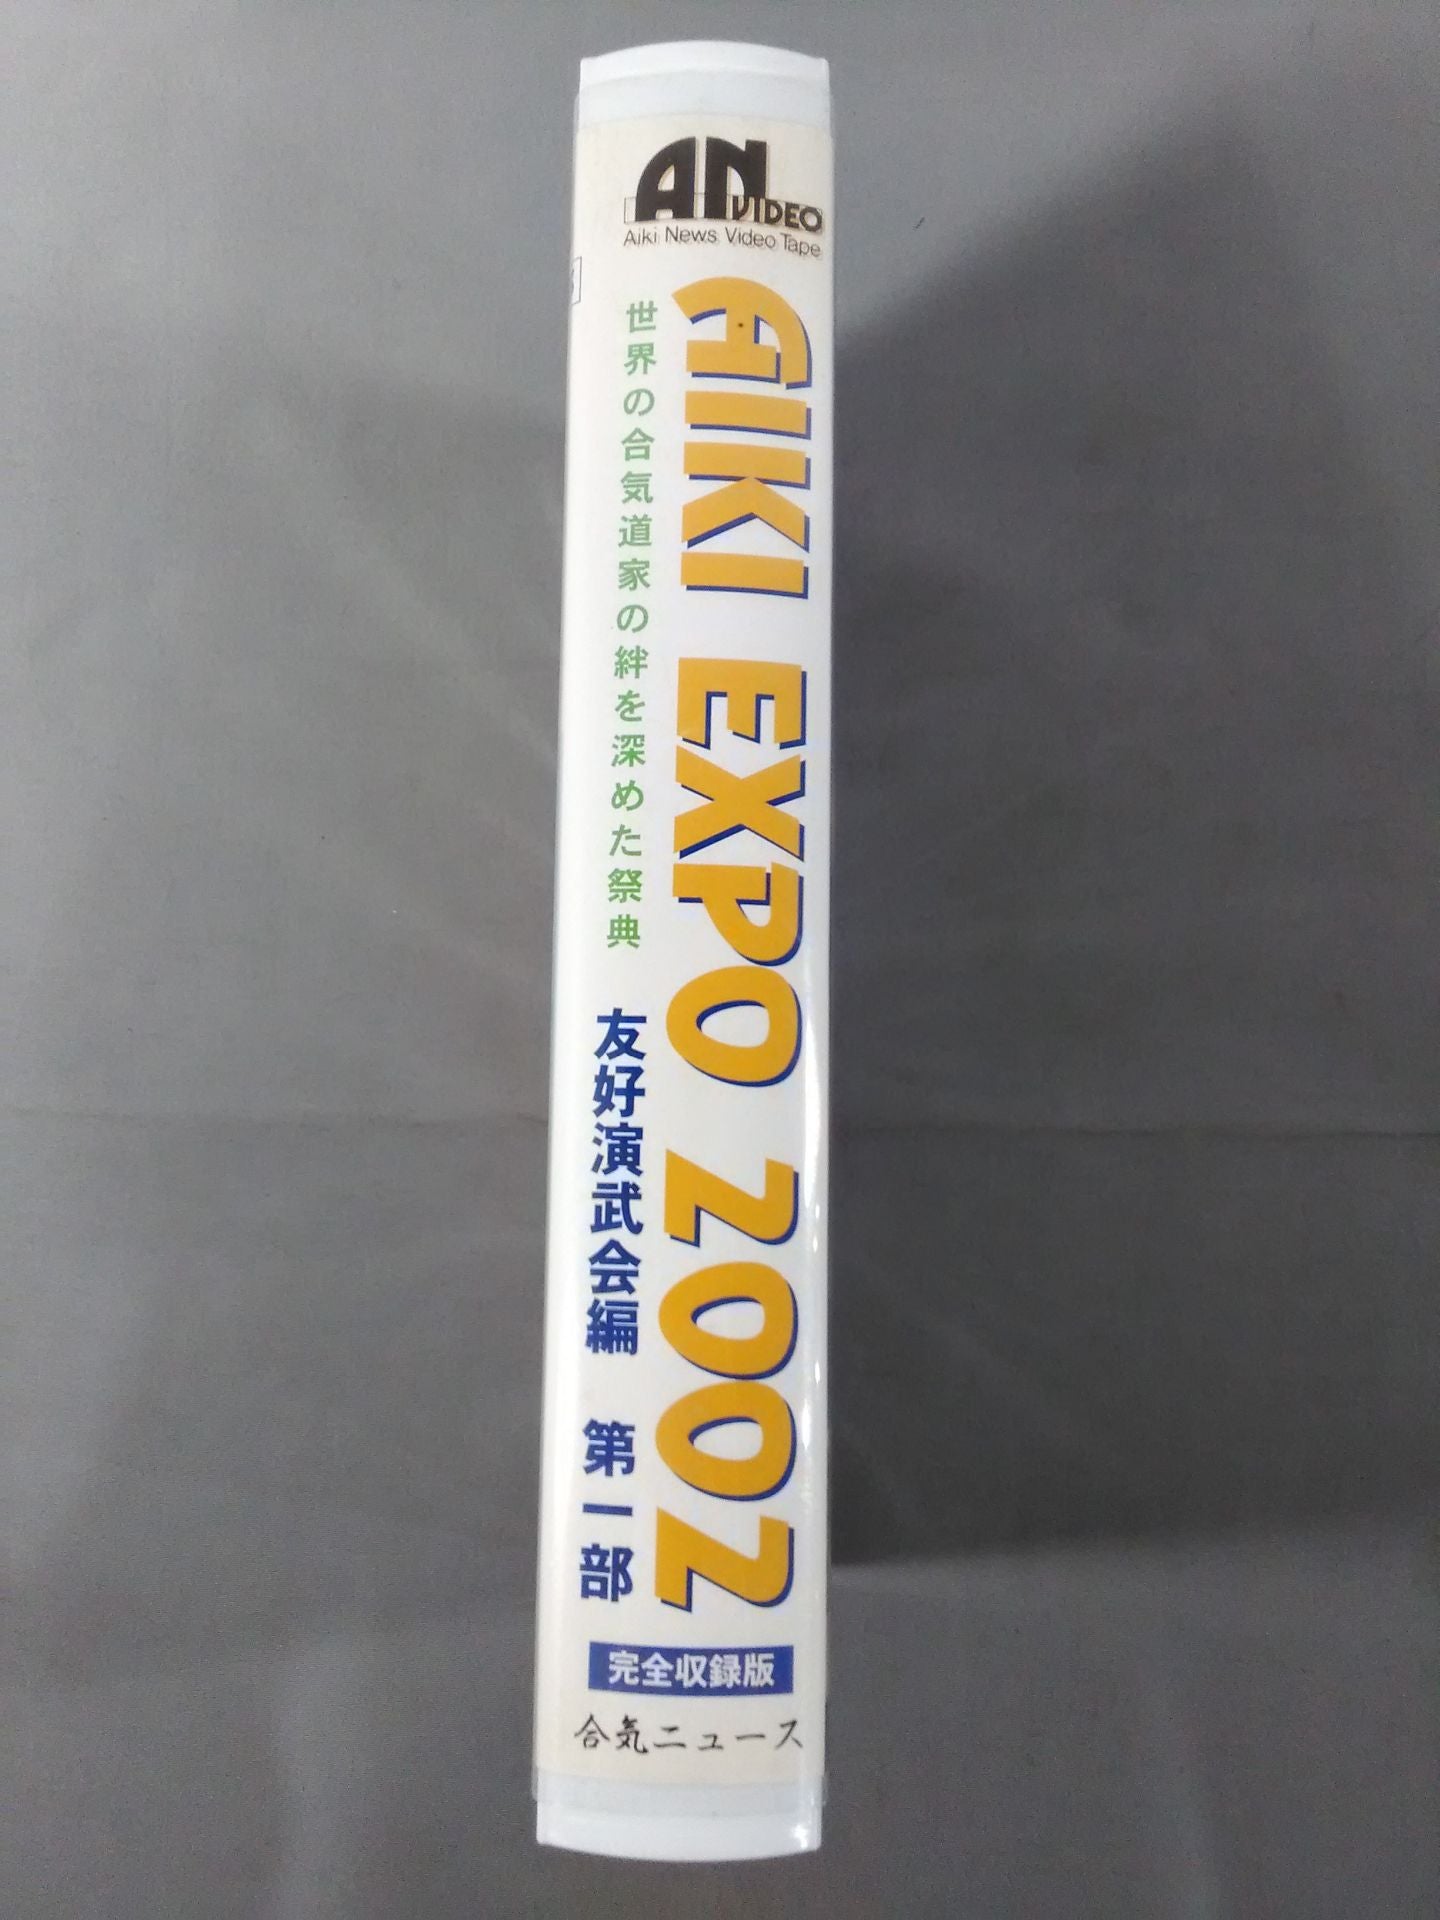 AN VIDEO
Aiki News Video Tape
AIKI EXPO 2002
世界の合気道家の絆を深めた祭典
友好演武会編 第一部
完全収録版
合気ニュース